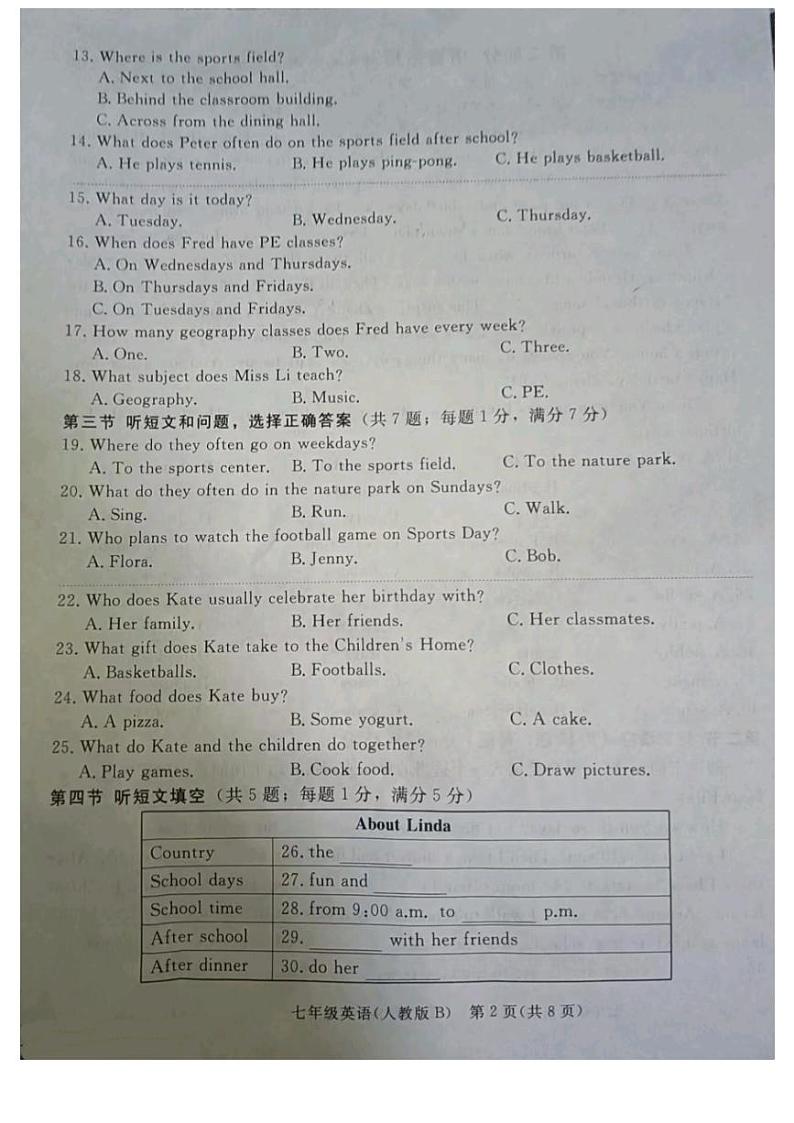 13. Where is the sports field?
A. Next to the school hall.
B. Behind the classroom building.
C. Across from the dining hall.
14. What does Peter often do on the sports field after school?
A. He plays tennis. B. He plays ping-pong. C. He plays basketball.
15. What day is it today?
A. Tuesday. B. Wednesday. C. Thursday.
16. When does Fred have PE classes?
A. On Wednesdays and Thursdays.
B. On Thursdays and Fridays.
C. On Tuesdays and Fridays.
17. How many geography classes does Fred have every week?
A. One. B. Two. C. Three.
18. What subject does Miss Li teach?
A. Geography. B. Music. C. PE.
第三节 听短文和问题，选择正确答案（共7题；每题1分，满分7分）
19. Where do they often go on weekdays?
A. To the sports center. B. To the sports field. C. To the nature park.
20. What do they often do in the nature park on Sundays?
A. Sing. B. Run. C. Walk.
21. Who plans to watch the football game on Sports Day?
A. Flora. B. Jenny. C. Bob.
22. Who does Kate usually celebrate her birthday with?
A. Her family. B. Her friends. C. Her classmates.
23. What gift does Kate take to the Children's Home?
A. Basketballs. B. Footballs. C. Clothes.
24. What food does Kate buy?
A. A pizza. B. Some yogurt. C. A cake.
25. What do Kate and the children do together?
A. Play games. B. Cook food. C. Draw pictures.
第四节 听短文填空（共5题；每题1分，满分5分）
About Linda
Country 26. the ______
School days 27. fun and ______
School time 28. from 9:00 a.m. to ______ p.m.
After school 29. ______ with her friends
After dinner 30. do her ______
七年级英语(人教版B) 第2页(共8页)